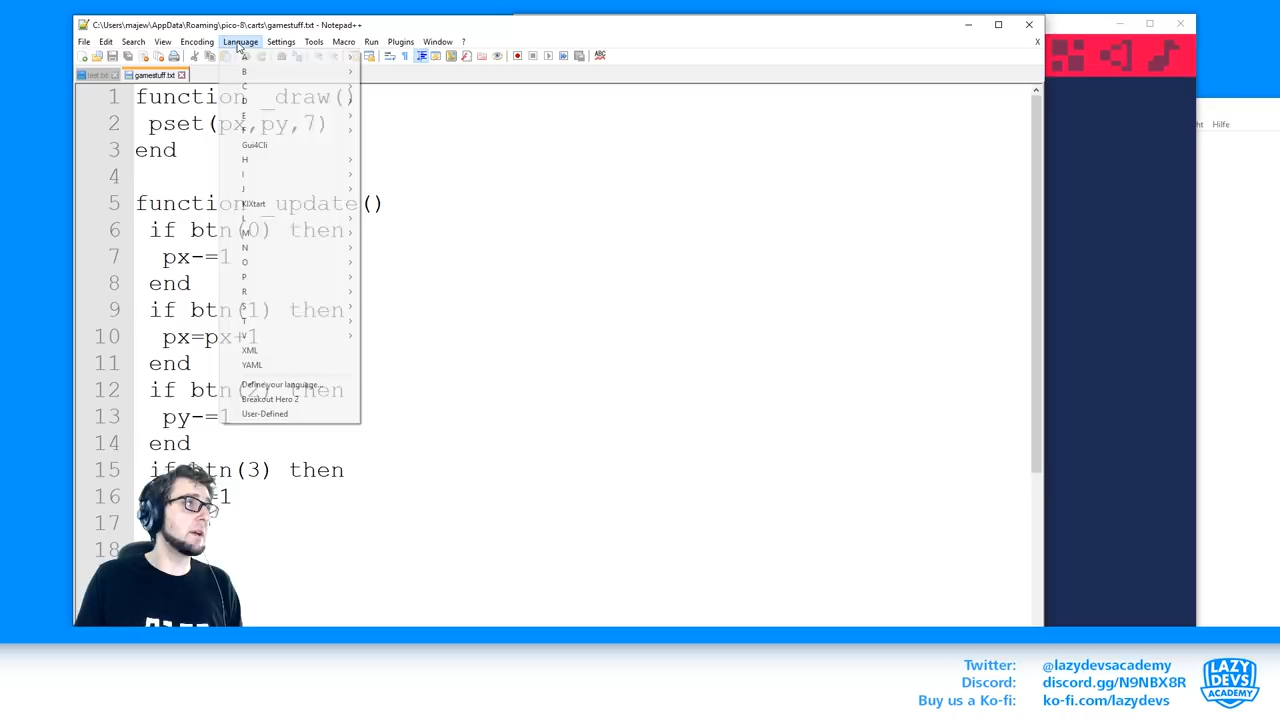 C:\Users\majew\AppData\Roaming\pico-8\carts\gamestuff.txt - Notepad++
File Edit Search View Encoding Language Settings Tools Macro Run Plugins Window ? X
test.txt gamestuff.txt
1 function _draw()
2 pset(px,py,7)
3 end
4
5 function _update()
6 if btn(0) then
7 px-=1
8 end
9 if btn(1) then
10 px=px+1
11 end
12 if btn(2) then
13 py-=1
14 end
15 if btn(3) then
16 =1
17
18
A
B
C
D
E
F
Gui4Cli
H
I
J
KIXtart
L
M
N
O
P
R
S
T
V
XML
YAML
Define your language...
Breakout Hero 2
User-Defined
ht Hilfe
Twitter: @lazydevsacademy
Discord: discord.gg/N9NBX8R
Buy us a Ko-fi: ko-fi.com/lazydevs
LAZY
DEVS
ACADEMY